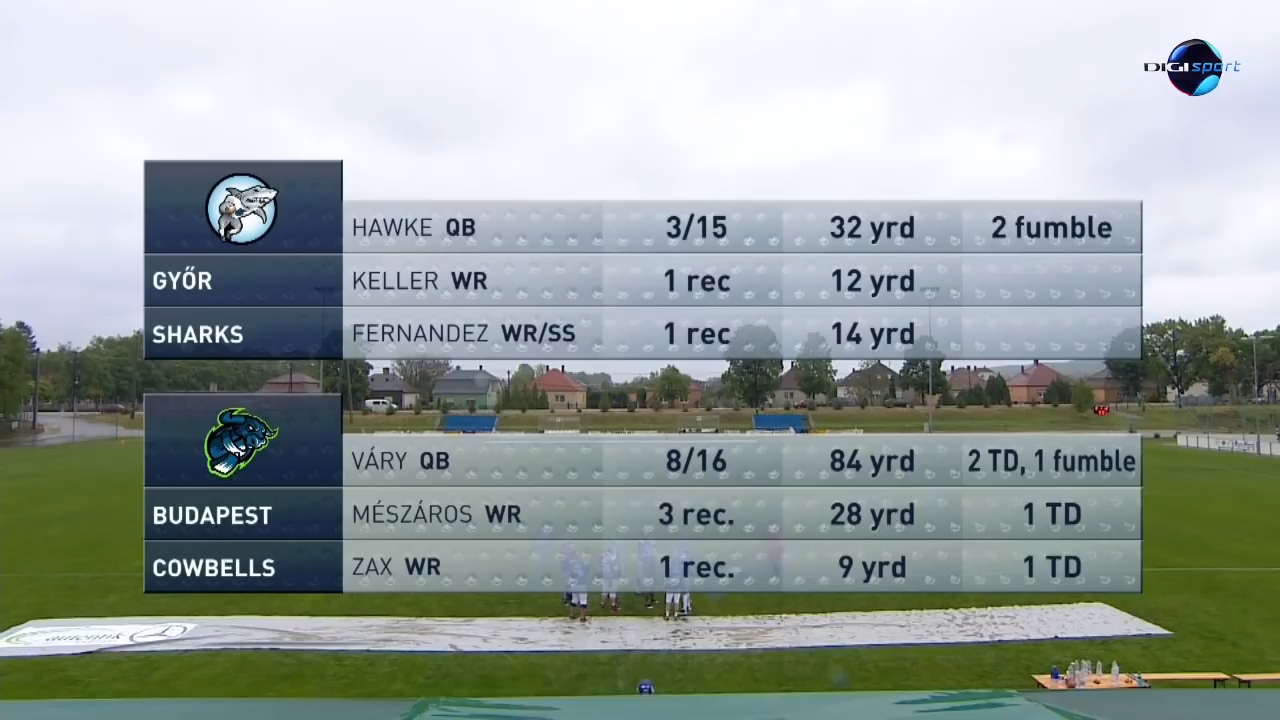 DIGI sport
HAWKE QB 3/15 32 yrd 2 fumble
GYŐR KELLER WR 1 rec 12 yrd
SHARKS FERNANDEZ WR/SS 1 rec 14 yrd
VÁRY QB 8/16 84 yrd 2 TD, 1 fumble
BUDAPEST MÉSZÁROS WR 3 rec. 28 yrd 1 TD
COWBELLS ZAX WR 1 rec. 9 yrd 1 TD
autentik